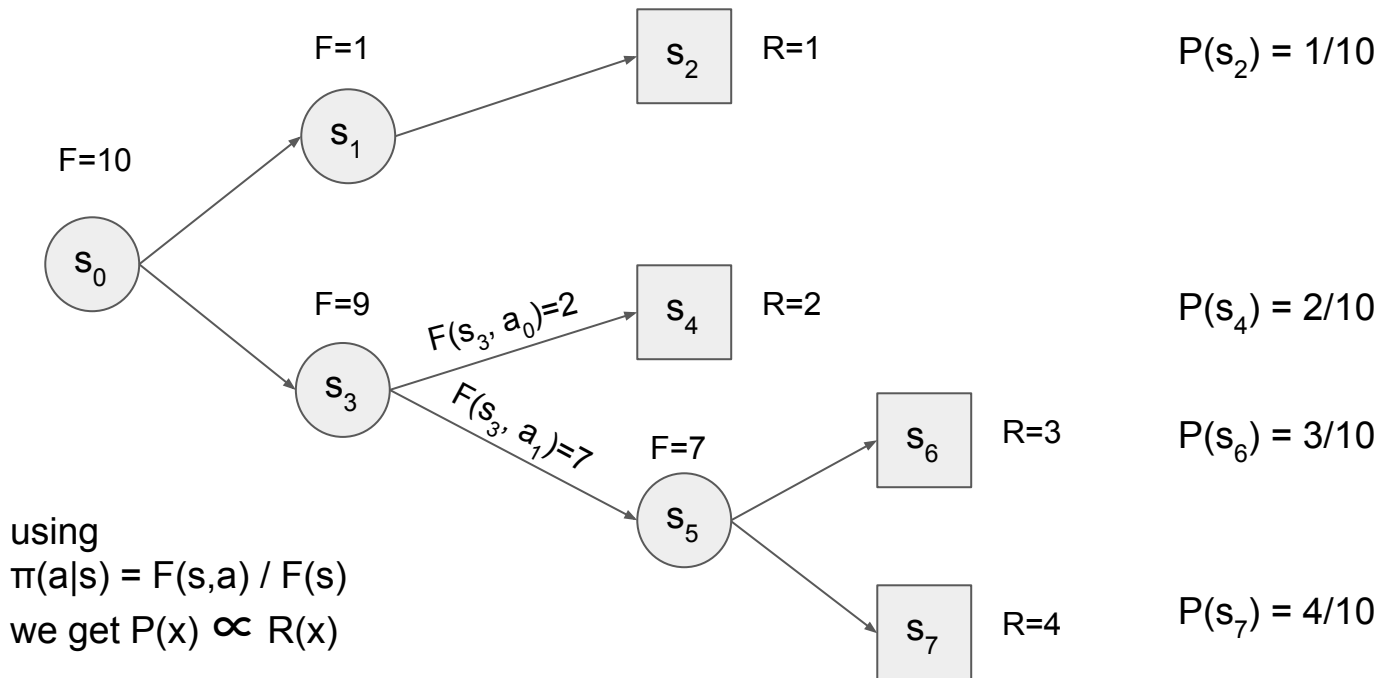 F=1
s₂
R=1
P(s₂) = 1/10
s₁
F=10
s₀
F=9
F(s₃, a₀)=2
s₄
R=2
P(s₄) = 2/10
s₃
F(s₃, a₁)=7
F=7
s₆
R=3
P(s₆) = 3/10
s₅
using
π(a|s) = F(s,a) / F(s)
we get P(x) ∝ R(x)
s₇
R=4
P(s₇) = 4/10